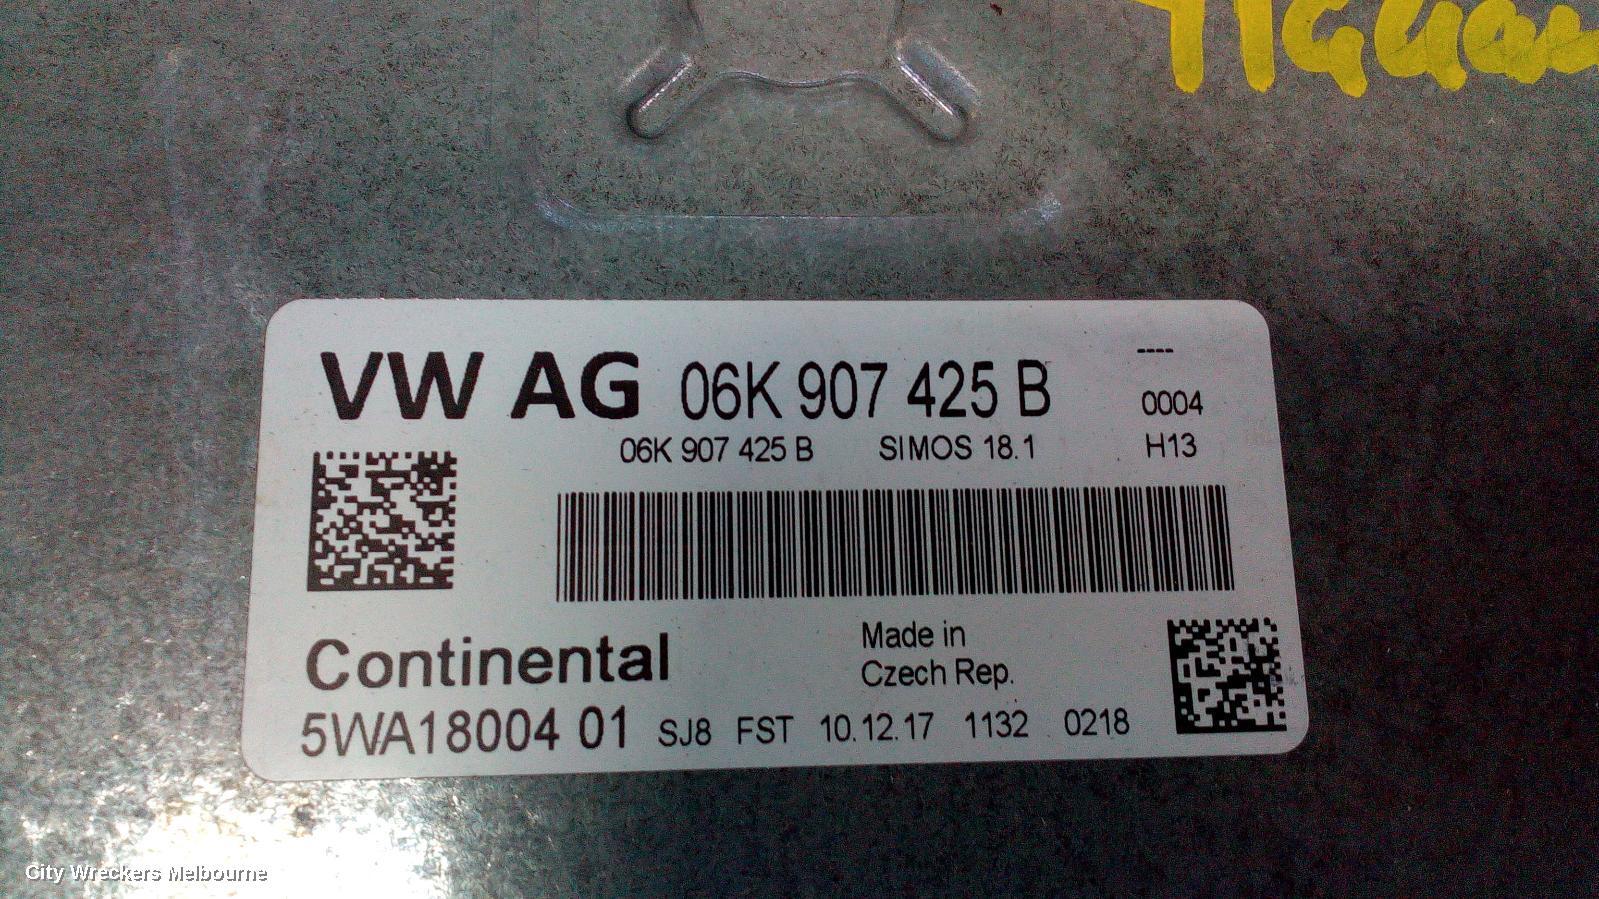 VW AG 06K 907 425 B
----
0004
06K 907 425 B SIMOS 18.1 H13
Continental
Made in
Czech Rep.
5WA18004 01 SJ8 FST 10.12.17 1132 0218
City Wreckers Melbourne